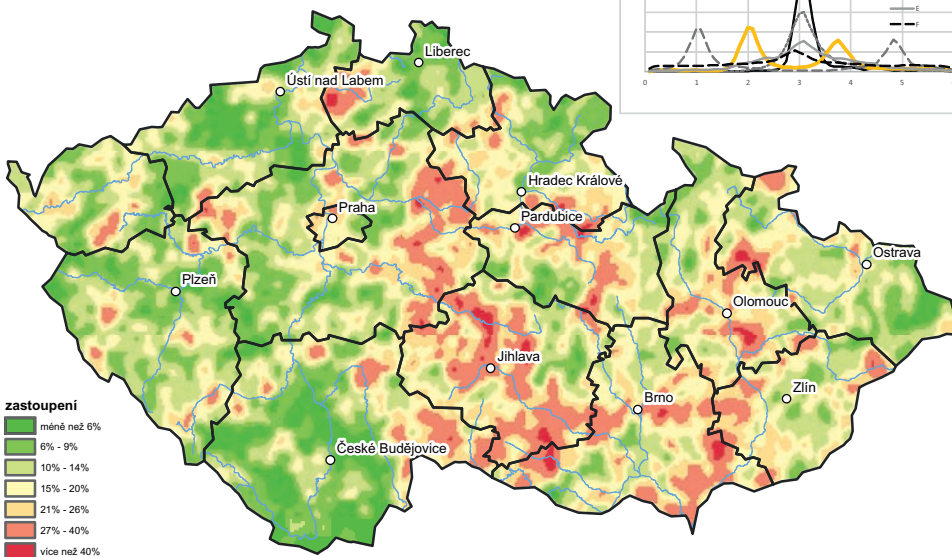 E
F
0 1 2 3 4 5
Liberec
Ústí nad Labem
Hradec Králové
Praha
Pardubice
Ostrava
Plzeň
Olomouc
Jihlava
Zlín
Brno
České Budějovice
zastoupení
méně než 6%
6% - 9%
10% - 14%
15% - 20%
21% - 26%
27% - 40%
více než 40%